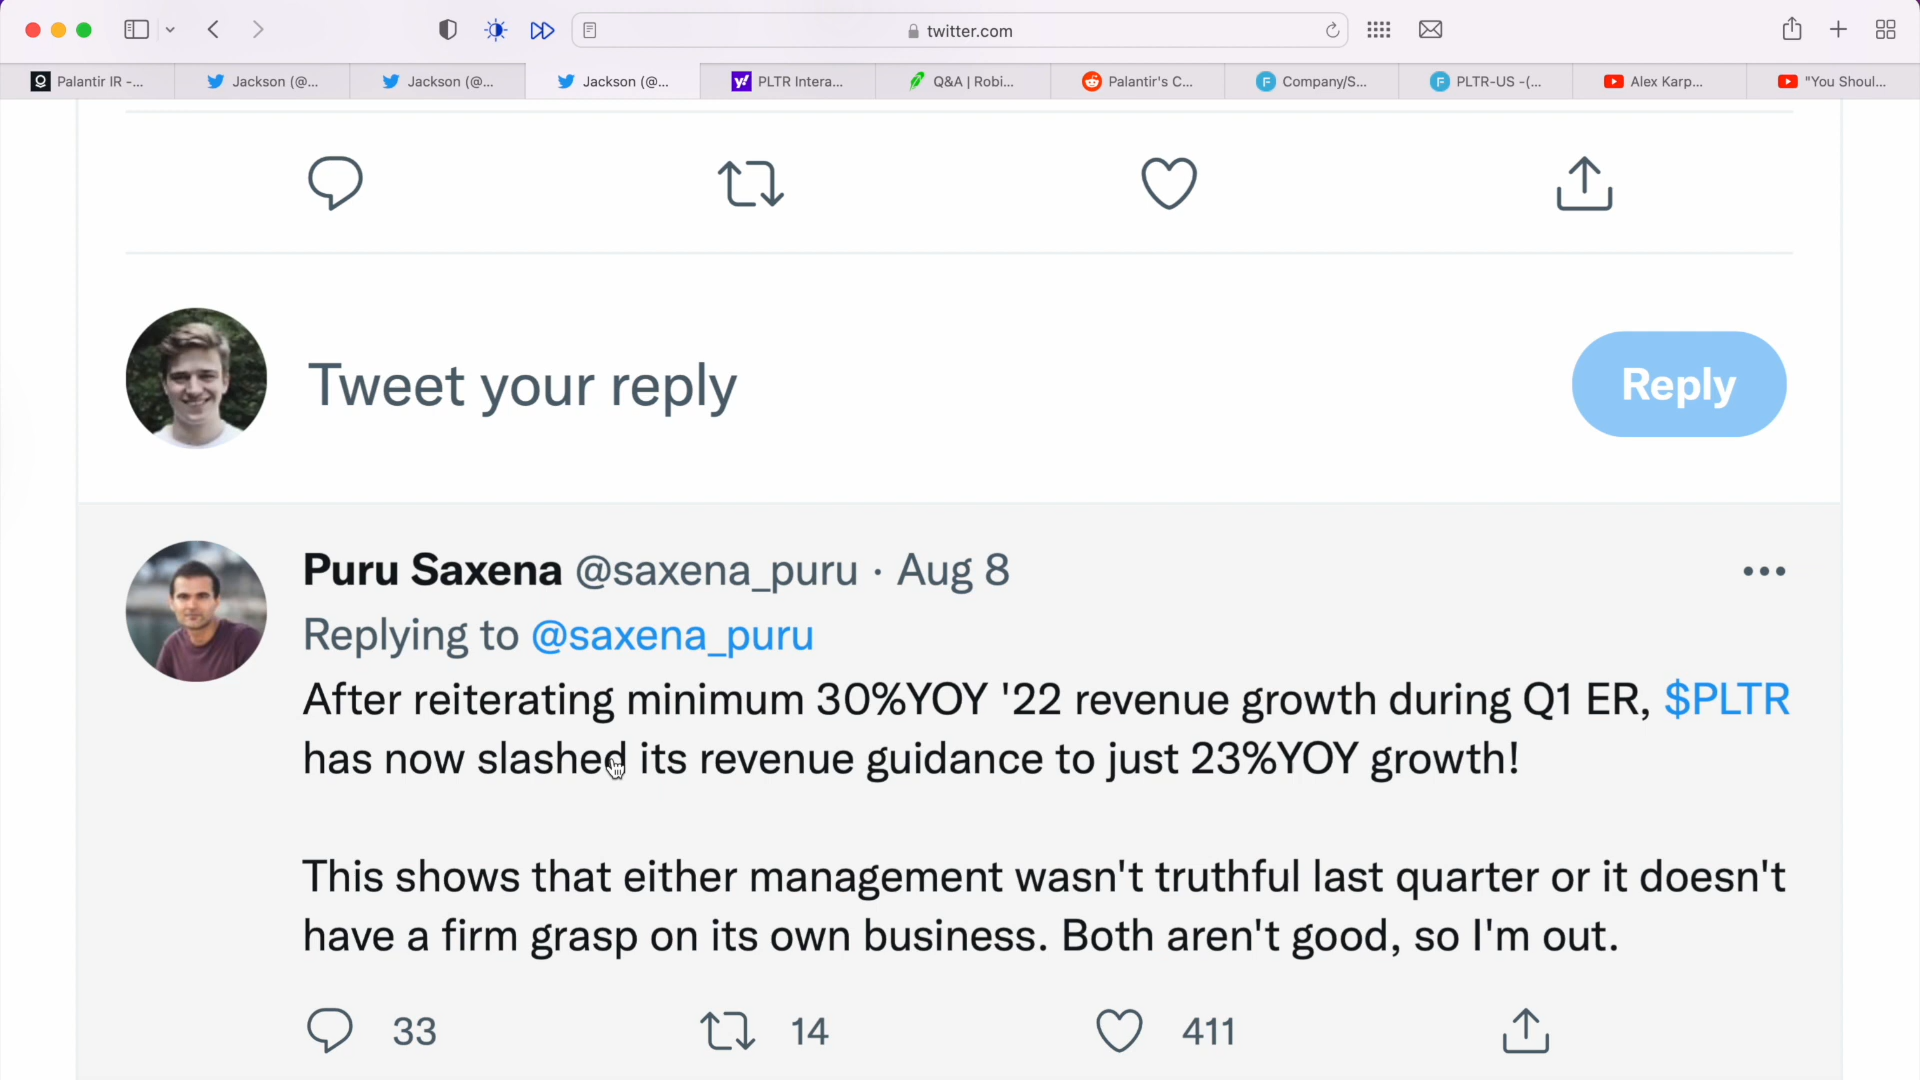 twitter.com
Palantir IR -...
Jackson (@...
Jackson (@...
Jackson (@...
y!
PLTR Intera...
Q&A | Robi...
Palantir's C...
F
Company/S...
F
PLTR-US -(...
Alex Karp...
"You Shoul...
Tweet your reply
Reply
Puru Saxena @saxena_puru · Aug 8
Replying to @saxena_puru
After reiterating minimum 30%YOY '22 revenue growth during Q1 ER, $PLTR
has now slashed its revenue guidance to just 23%YOY growth!
This shows that either management wasn't truthful last quarter or it doesn't
have a firm grasp on its own business. Both aren't good, so I'm out.
33
14
411